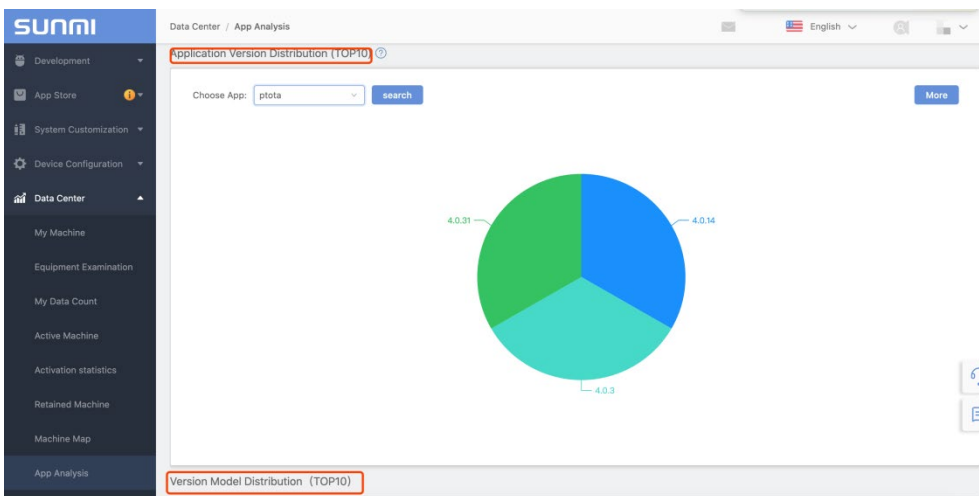 SUNMI
Data Center / App Analysis
English
Development
App Store
System Customization
Device Configuration
Data Center
My Machine
Equipment Examination
My Data Count
Active Machine
Activation statistics
Retained Machine
Machine Map
App Analysis
Application Version Distribution (TOP10)
Choose App: ptota search More
4.0.31
4.0.14
4.0.3
Version Model Distribution (TOP10)